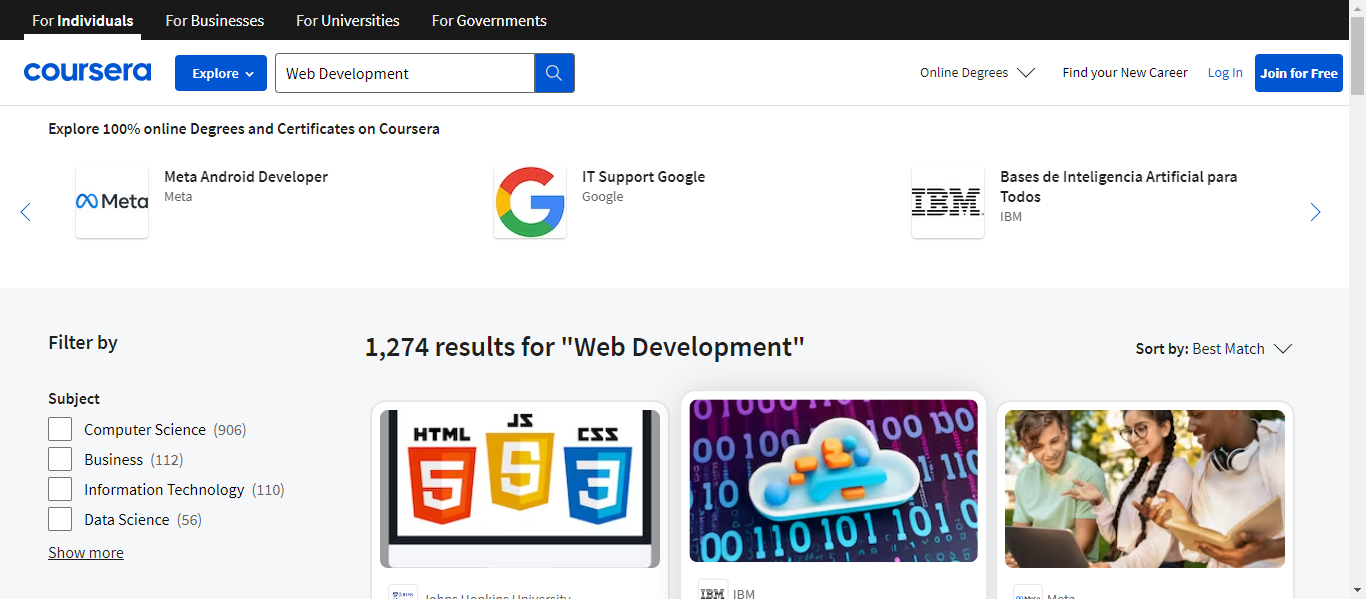 For Individuals
For Businesses
For Universities
For Governments
coursera
Explore
Web Development
Online Degrees
Find your New Career
Log In
Join for Free
Explore 100% online Degrees and Certificates on Coursera
Meta
Meta Android Developer
Meta
IT Support Google
Google
IBM
Bases de Inteligencia Artificial para
Todos
IBM
Filter by
1,274 results for "Web Development"
Sort by: Best Match
Subject
Computer Science (906)
Business (112)
Information Technology (110)
Data Science (56)
Show more
HTML
5
JS
5
CSS
3
Johns Hopkins University
IBM
IBM
Meta